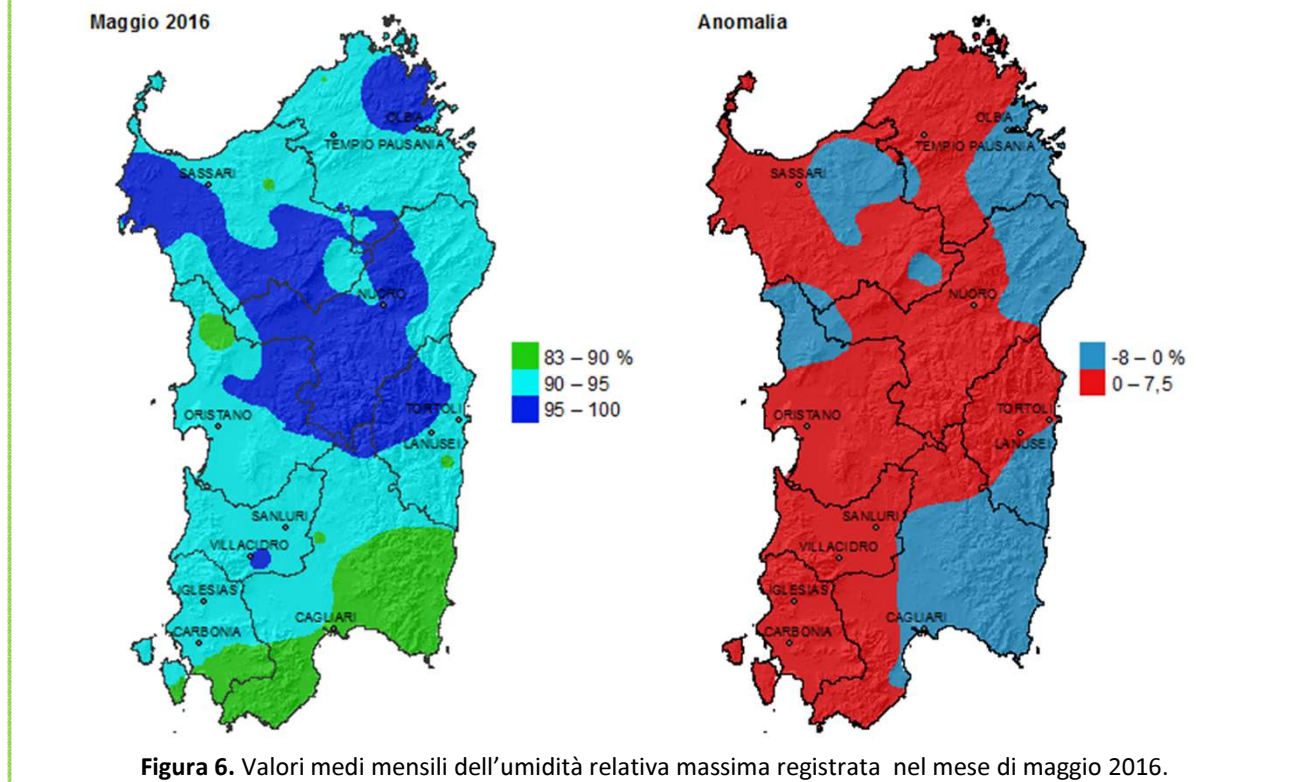 Maggio 2016
OLBIA
TEMPIO PAUSANIA
SASSARI
NUORO
ORISTANO
TORTOLI
LANUSEI
SANLURI
VILLACIDRO
IGLESIAS
CAGLIARI
CARBONIA
83 – 90 %
90 – 95
95 – 100
Anomalia
OLBIA
TEMPIO PAUSANIA
SASSARI
NUORO
ORISTANO
TORTOLI
LANUSEI
SANLURI
VILLACIDRO
IGLESIAS
CAGLIARI
CARBONIA
-8 – 0 %
0 – 7,5
Figura 6. Valori medi mensili dell’umidità relativa massima registrata nel mese di maggio 2016.